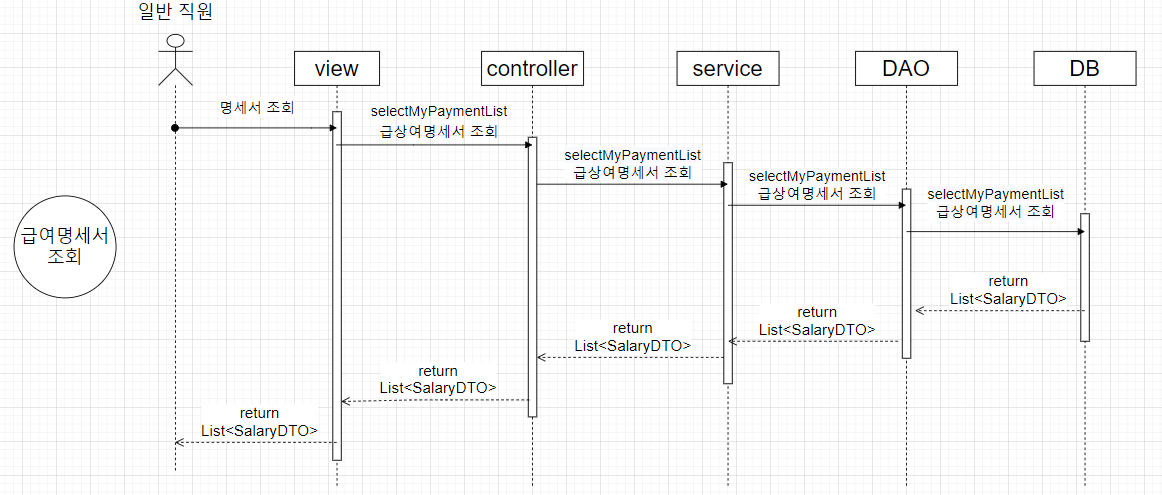 일반 직원
view
controller
service
DAO
DB
명세서 조회
selectMyPaymentList
급상여명세서 조회
selectMyPaymentList
급상여명세서 조회
selectMyPaymentList
급상여명세서 조회
selectMyPaymentList
급상여명세서 조회
급여명세서
조회
return
List<SalaryDTO>
return
List<SalaryDTO>
return
List<SalaryDTO>
return
List<SalaryDTO>
return
List<SalaryDTO>